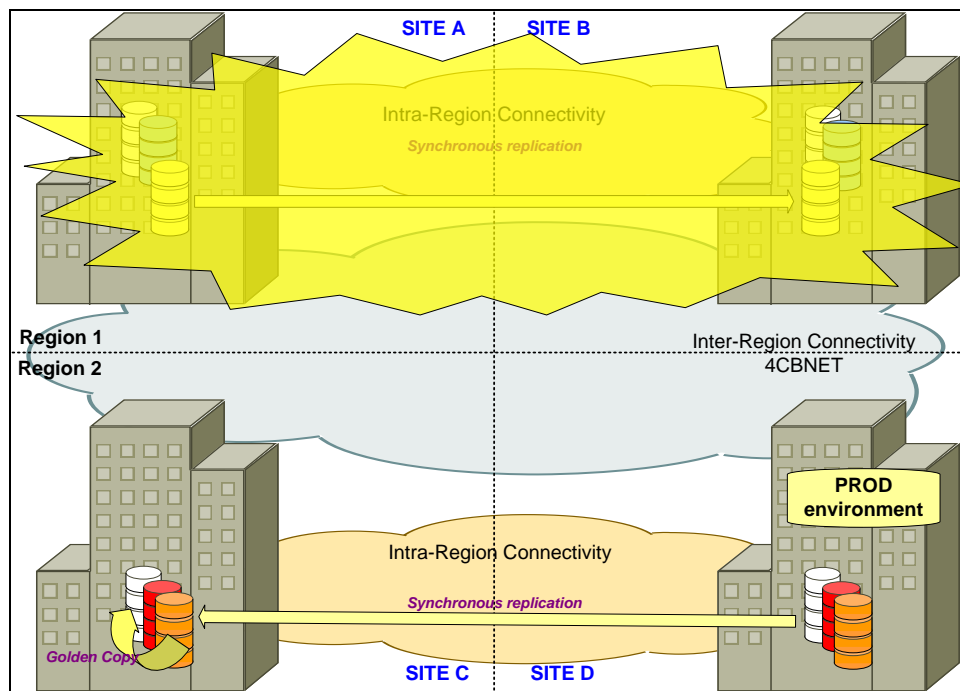 SITE A
SITE B
Intra-Region Connectivity
Synchronous replication
Region 1
Region 2
Inter-Region Connectivity
4CBNET
PROD
environment
Intra-Region Connectivity
Synchronous replication
Golden Copy
SITE C
SITE D